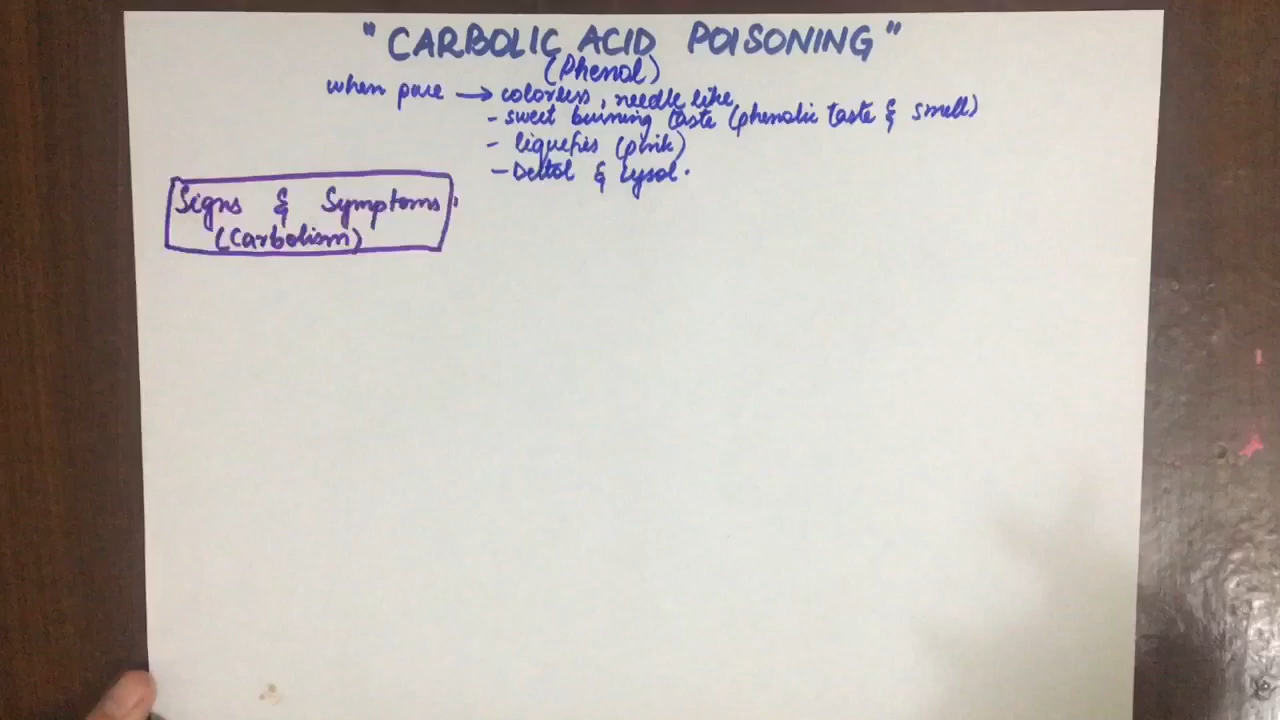 "CARBOLIC ACID POISONING"
(Phenol)
when pure → colorless, needle like
- sweet burning taste (phenolic taste & smell)
- liquefies (pink)
- Dettol & Lysol.
Signs & Symptoms.
(Carbolism)